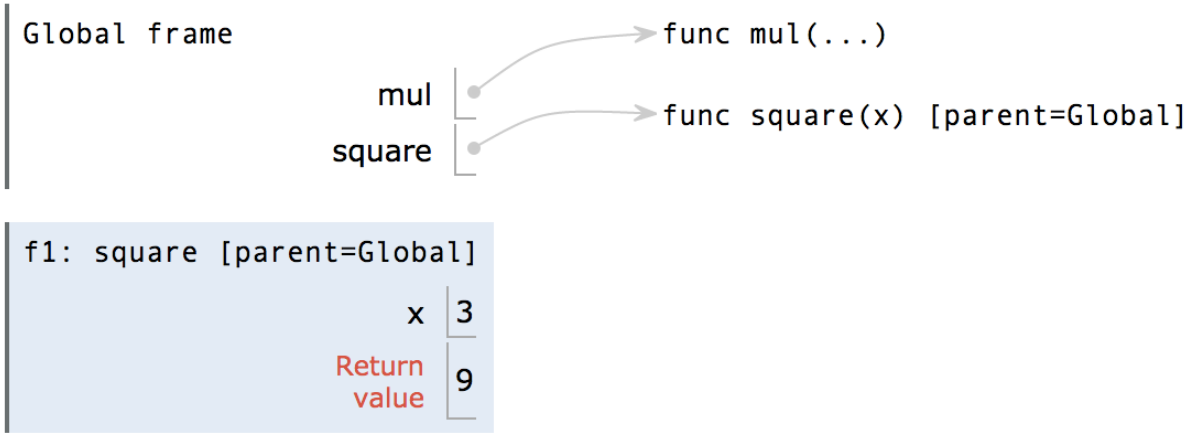 Global frame
func mul(...)
mul
func square(x) [parent=Global]
square
f1: square [parent=Global]
x 3
Return
value 9